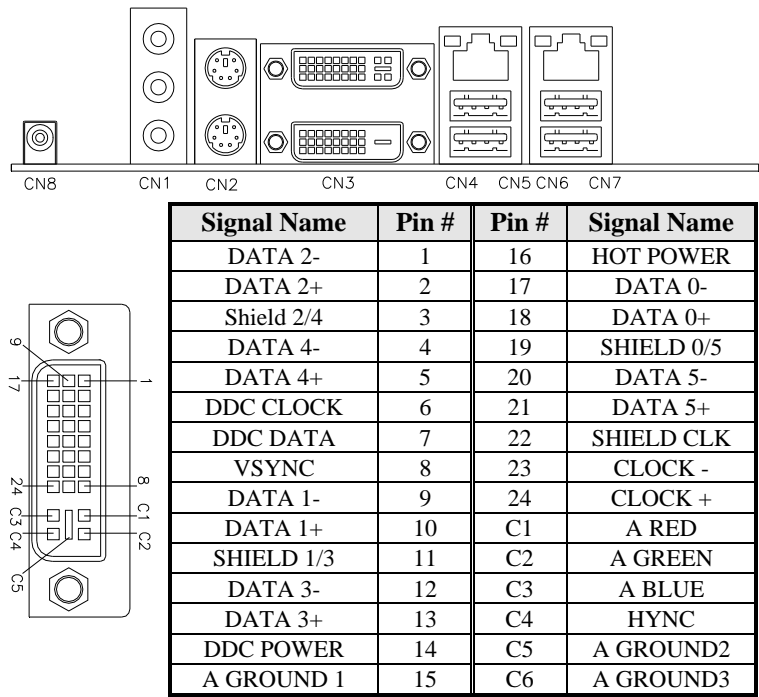 CN8 CN1 CN2 CN3 CN4 CN5 CN6 CN7
Signal Name Pin # Pin # Signal Name
DATA 2- 1 16 HOT POWER
DATA 2+ 2 17 DATA 0-
Shield 2/4 3 18 DATA 0+
DATA 4- 4 19 SHIELD 0/5
DATA 4+ 5 20 DATA 5-
DDC CLOCK 6 21 DATA 5+
DDC DATA 7 22 SHIELD CLK
VSYNC 8 23 CLOCK -
DATA 1- 9 24 CLOCK +
DATA 1+ 10 C1 A RED
SHIELD 1/3 11 C2 A GREEN
DATA 3- 12 C3 A BLUE
DATA 3+ 13 C4 HYNC
DDC POWER 14 C5 A GROUND2
A GROUND 1 15 C6 A GROUND3
9
17 1
24 8
C3 C1
C4 C2
C5